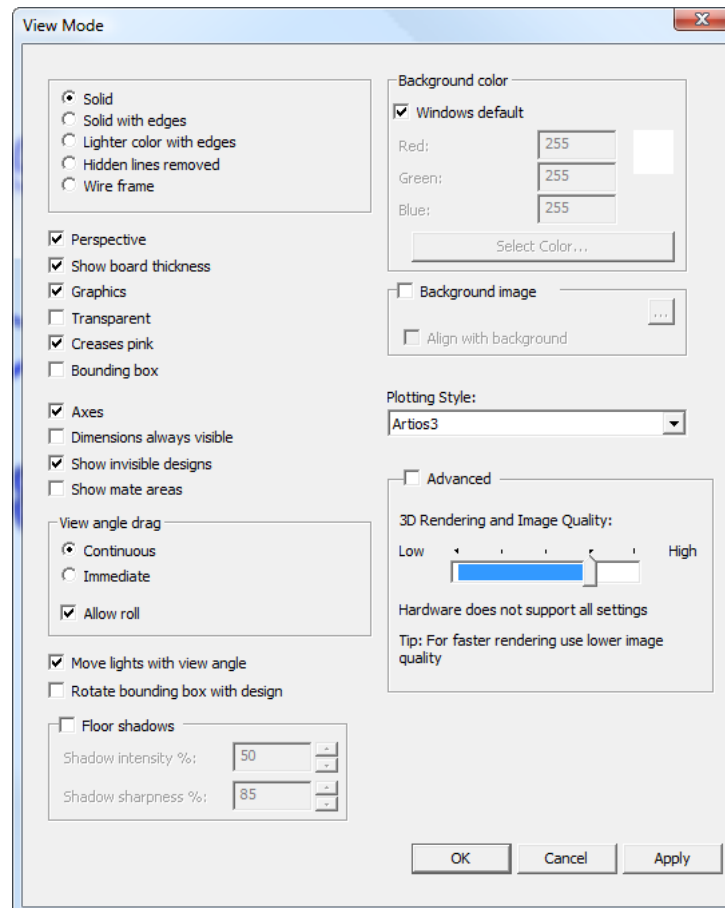 View Mode
Solid
Solid with edges
Lighter color with edges
Hidden lines removed
Wire frame
Perspective
Show board thickness
Graphics
Transparent
Creases pink
Bounding box
Axes
Dimensions always visible
Show invisible designs
Show mate areas
View angle drag
Continuous
Immediate
Allow roll
Move lights with view angle
Rotate bounding box with design
Floor shadows
Shadow intensity %: 50
Shadow sharpness %: 85
Background color
Windows default
Red: 255
Green: 255
Blue: 255
Select Color...
Background image
...
Align with background
Plotting Style:
Artios3
Advanced
3D Rendering and Image Quality:
Low High
Hardware does not support all settings
Tip: For faster rendering use lower image
quality
OK Cancel Apply